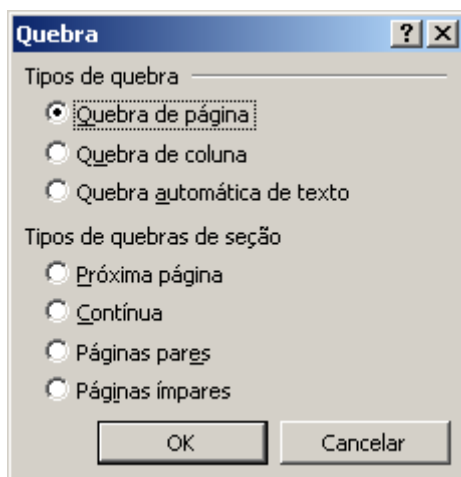 Quebra
Tipos de quebra
Quebra de página
Quebra de coluna
Quebra automática de texto
Tipos de quebras de seção
Próxima página
Contínua
Páginas pares
Páginas ímpares
OK Cancelar